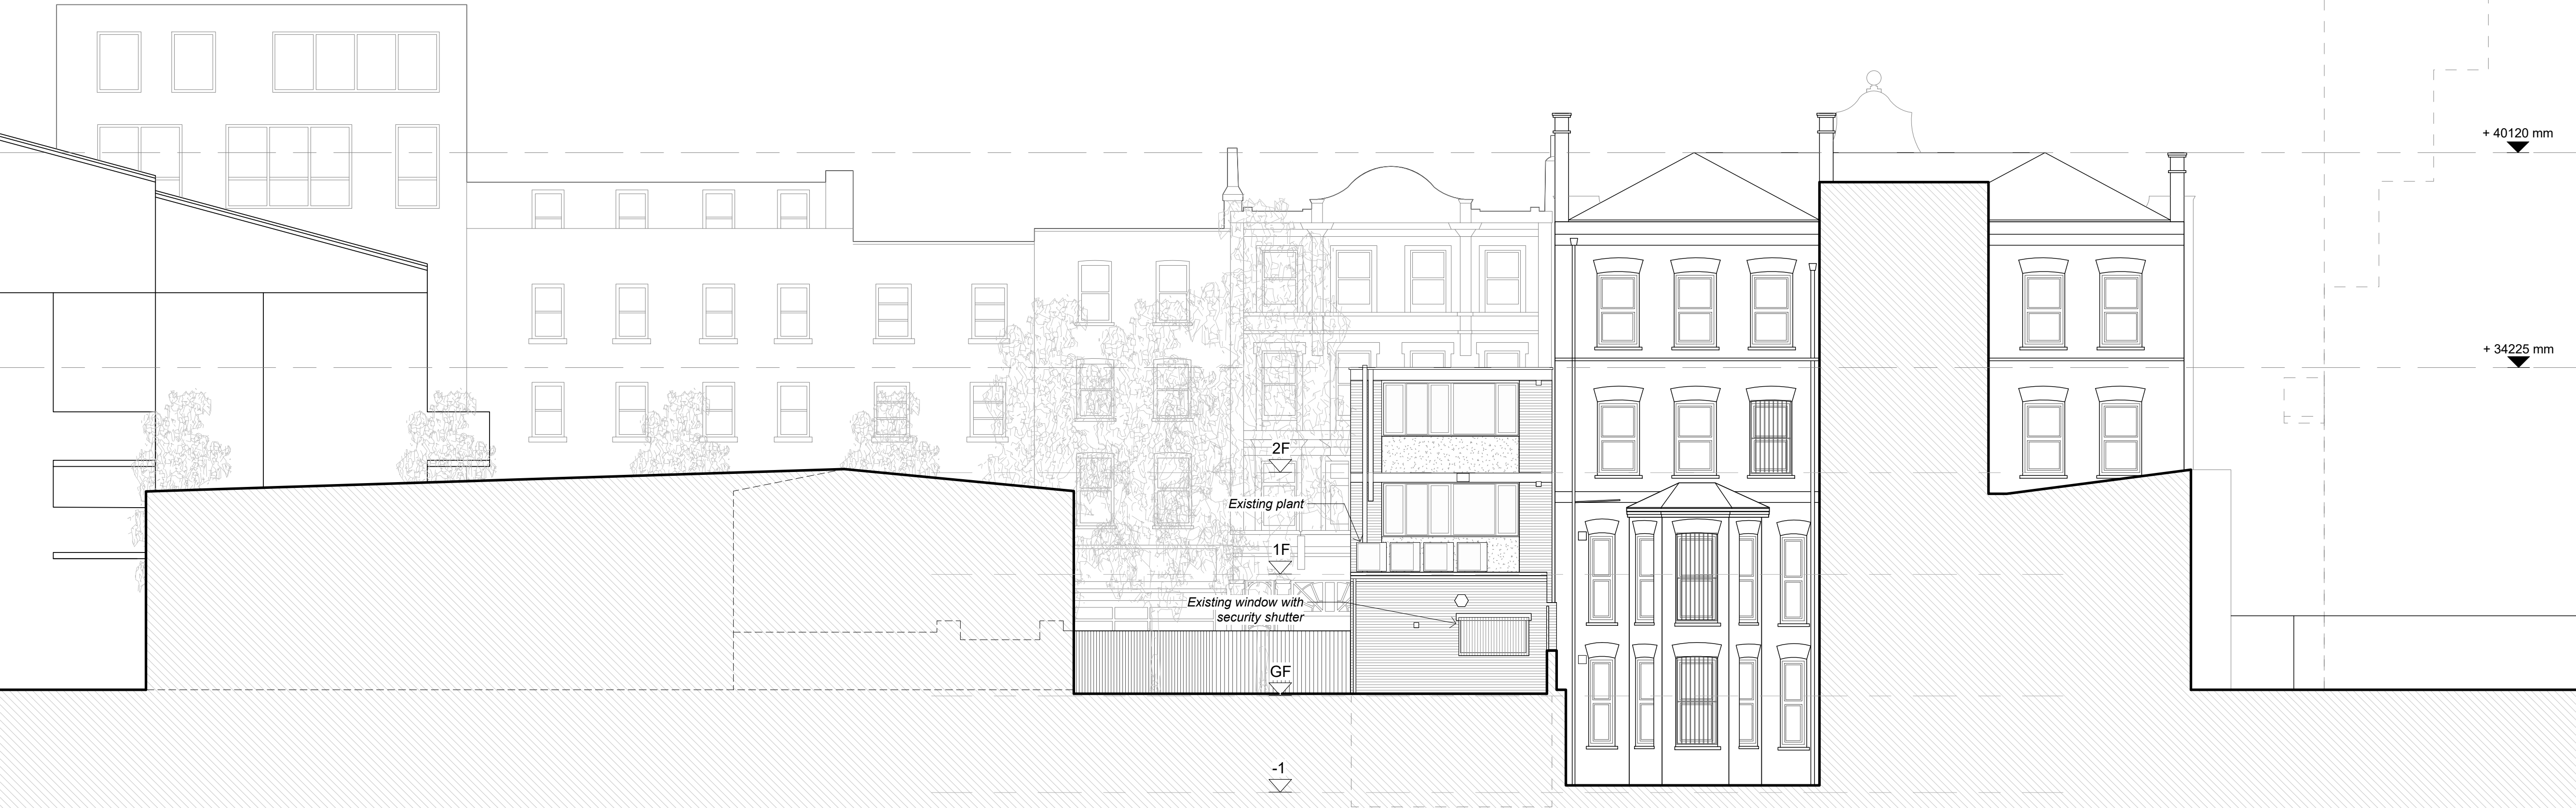 + 40120 mm
+ 34225 mm
2F
Existing plant
1F
Existing window with
security shutter
GF
-1